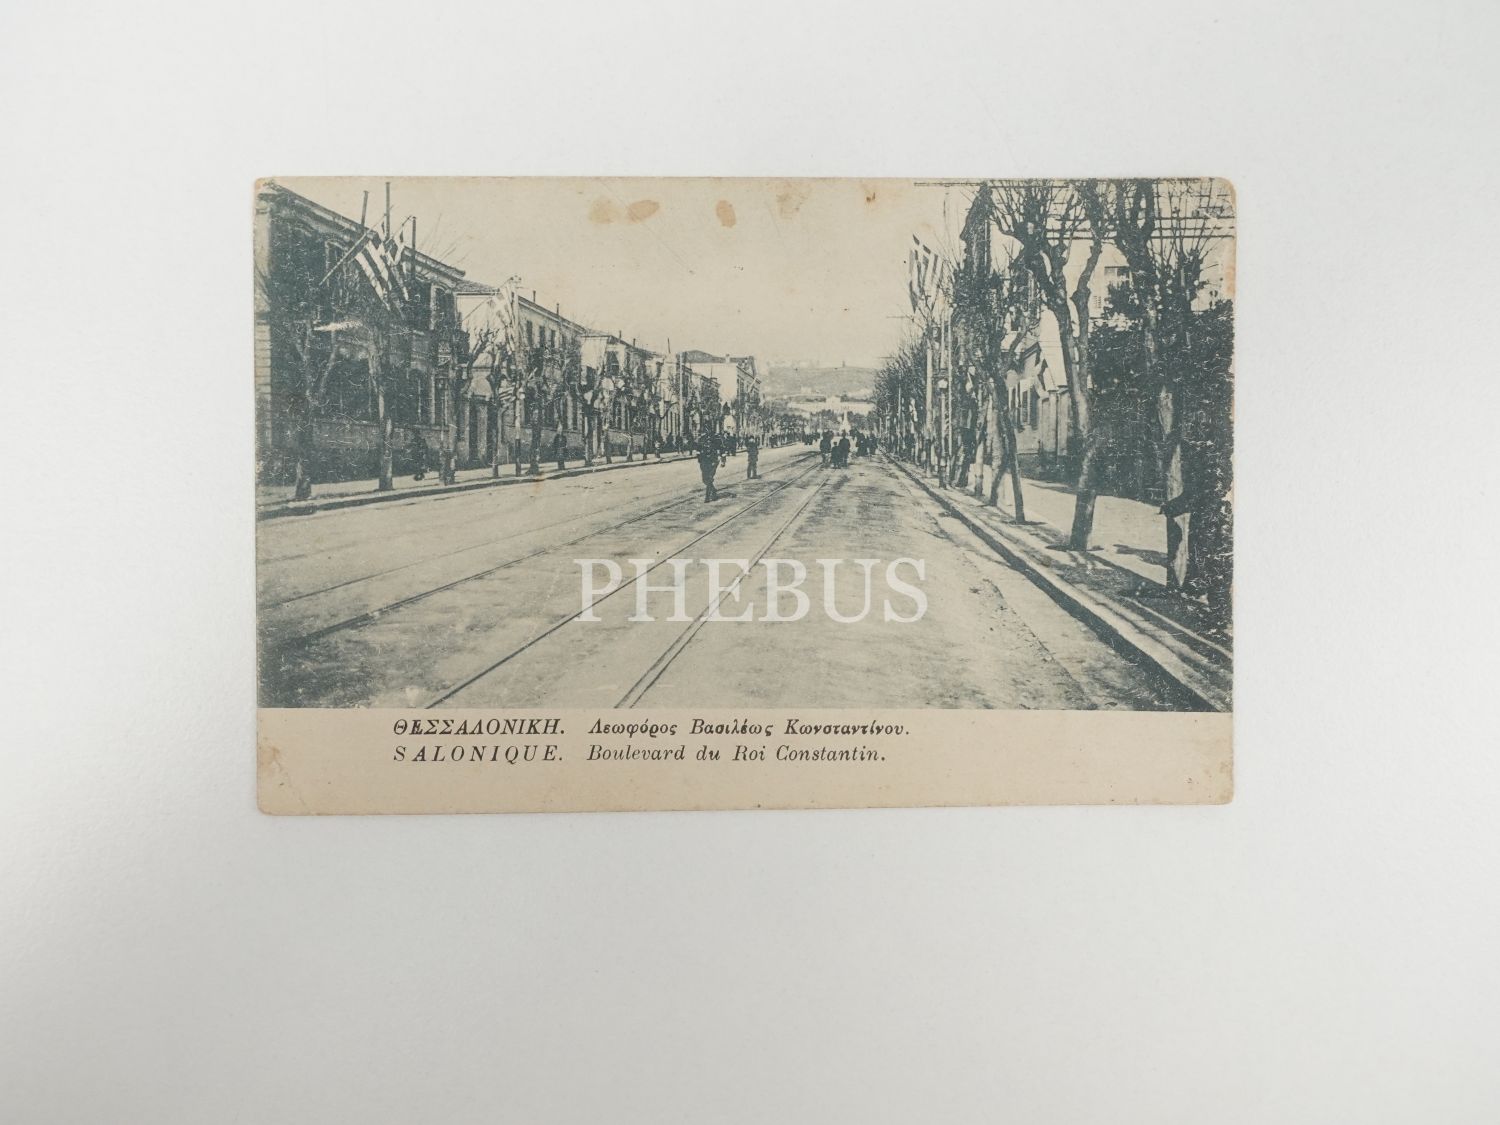 PHEBUS
ΘΕΣΣΑΛΟΝΙΚΗ. Λεωφόρος Βασιλέως Κωνσταντίνου.
SALONIQUE. Boulevard du Roi Constantin.